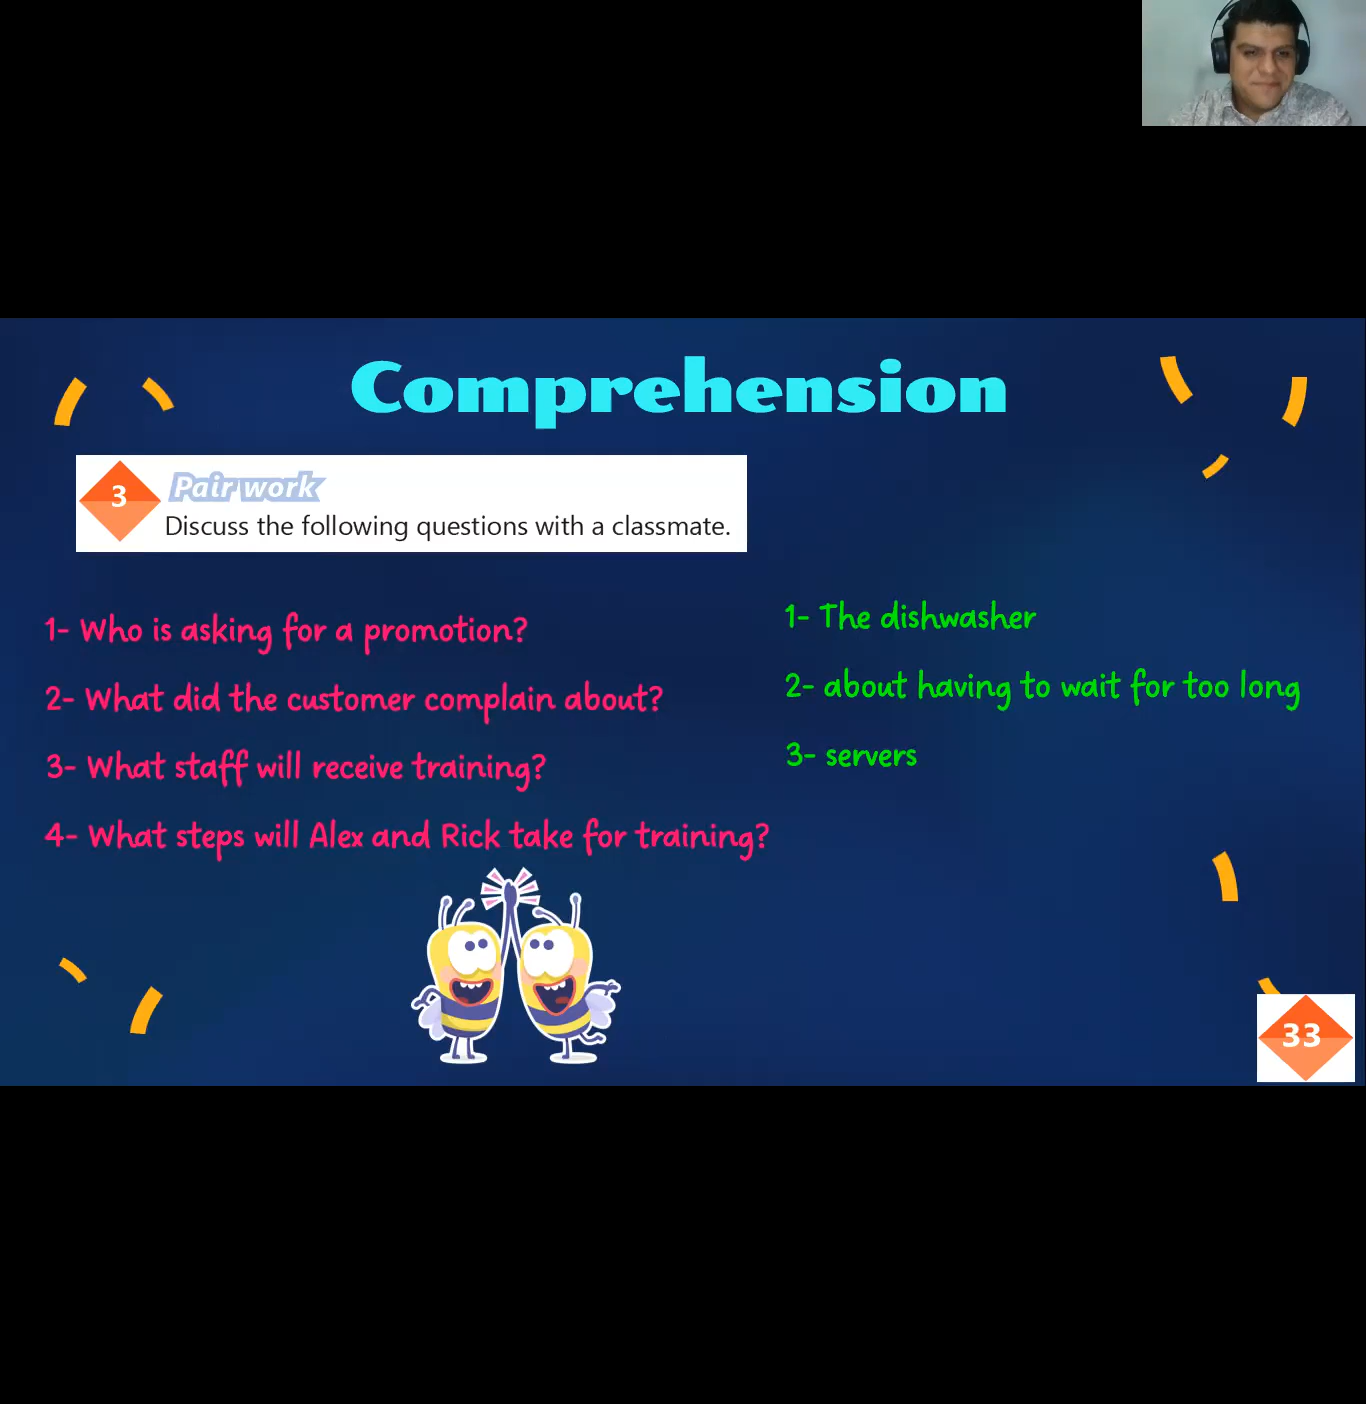 Comprehension
3
Pair work
Discuss the following questions with a classmate.
1- Who is asking for a promotion?
2- What did the customer complain about?
3- What staff will receive training?
4- What steps will Alex and Rick take for training?
1- The dishwasher
2- about having to wait for too long
3- servers
33